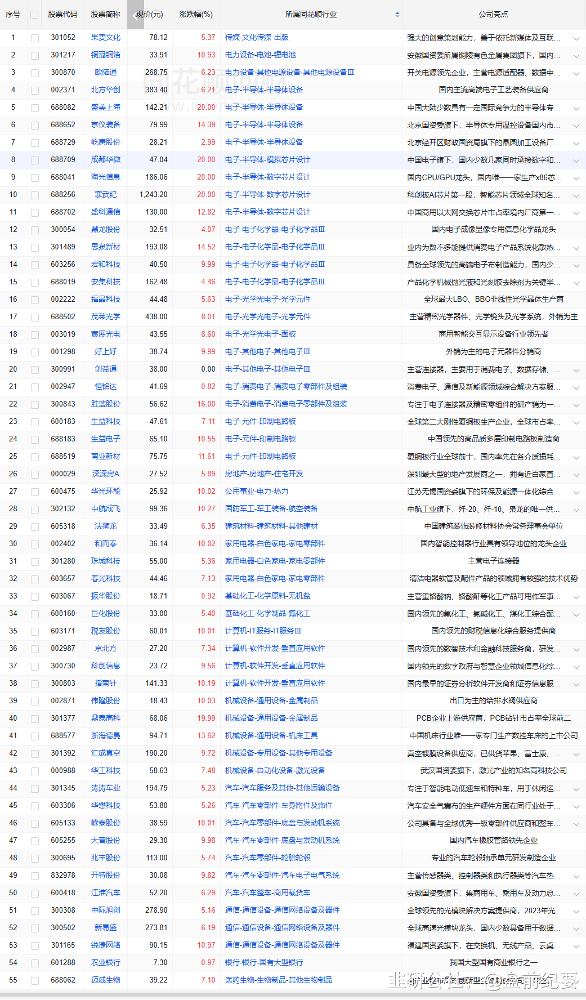 序号 股票代码 股票简称 现价(元) 涨跌幅(%) 所属同花顺行业 公司亮点
1 301052 果麦文化 78.12 5.37 传媒-文化传媒-出版 强大的创意策划能力，善于依托新媒体及互联...
2 301217 铜冠铜箔 33.91 10.93 电力设备-电池-锂电池 安徽国资委所属铜陵有色金属集团旗下，国内...
3 300870 欧陆通 268.75 6.23 电力设备-其他电源设备-其他电源设备Ⅲ 开关电源领先企业，主营电源适配器、数据中...
4 002371 北方华创 383.40 6.21 电子-半导体-半导体设备 国内主流高端电子工艺装备供应商
5 688082 盛美上海 142.21 20.00 电子-半导体-半导体设备 中国大陆少数具有一定国际竞争力的半导体专...
6 688652 京仪装备 79.99 14.39 电子-半导体-半导体设备 北京国资委旗下，半导体专用温控设备国内市...
7 688729 屹唐股份 28.21 2.99 电子-半导体-半导体设备 北京经开区财政国资局旗下的晶圆加工设备厂...
8 688709 成都华微 47.04 20.00 电子-半导体-模拟芯片设计 中国电子旗下，国内少数几家同时承接数字和...
9 688041 海光信息 186.06 20.00 电子-半导体-数字芯片设计 国内CPU/GPU龙头，国内唯一一家生产x86芯...
10 688256 寒武纪 1,243.20 20.00 电子-半导体-数字芯片设计 科创板AI芯片第一股，智能芯片领域全球知名...
11 688702 盛科通信 130.00 12.82 电子-半导体-数字芯片设计 中国商用以太网交换芯片市占率境内厂商第一...
12 300054 鼎龙股份 32.51 4.07 电子-电子化学品-电子化学品Ⅲ 国内电子成像显像专用信息化学品龙头
13 301489 思泉新材 193.08 14.52 电子-电子化学品-电子化学品Ⅲ 业内为数不多能提供消费电子产品系统化散热...
14 603256 宏和科技 40.50 9.99 电子-电子化学品-电子化学品Ⅲ 具备全球领先的高端电子布制造能力，国内少...
15 688019 安集科技 162.48 4.46 电子-电子化学品-电子化学品Ⅲ 产品化学机械抛光液和光刻胶去除剂为关键半...
16 002222 福晶科技 44.48 5.63 电子-光学光电子-光学元件 全球最大LBO、BBO非线性光学晶体生产商
17 688502 茂莱光学 438.00 8.01 电子-光学光电子-光学元件 主营精密光学器件、光学镜头及光学系统，外销为主
18 003019 宸展光电 43.55 8.60 电子-光学光电子-面板 商用智能交互显示设备行业领先者
19 001298 好上好 38.74 9.99 电子-其他电子-其他电子Ⅲ 外销为主的电子元器件分销商
20 300991 创益通 38.00 0.00 电子-其他电子-其他电子Ⅲ 主营连接器，主要用于消费电子、数据存储、...
21 002947 恒铭达 41.69 0.82 电子-消费电子-消费电子零部件及组装 消费电子、通信及新能源领域综合解决方案服...
22 300843 胜蓝股份 56.62 16.00 电子-消费电子-消费电子零部件及组装 专注于电子连接器及精密零组件的研产销为一...
23 600183 生益科技 47.61 7.11 电子-元件-印制电路板 全球第二大刚性覆铜板生产企业，全球市占率...
24 688183 生益电子 65.10 10.55 电子-元件-印制电路板 中国领先的高品质多层印制电路板制造商
25 688519 南亚新材 75.75 11.61 电子-元件-印制电路板 覆铜板行业全球前十，国内率先在各介质损耗...
26 000029 深深房A 27.52 5.89 房地产-房地产-住宅开发 深圳最大型的地产发展商之一，拥有近百家直...
27 600475 华光环能 25.92 10.02 公用事业-电力-热力 江苏无锡国资委旗下的环保及能源一体化综合...
28 302132 中航成飞 99.36 10.27 国防军工-军工装备-航空装备 中航工业旗下，歼-20、歼-10、枭龙的唯一供...
29 605318 法狮龙 33.49 6.35 建筑材料-建筑材料-其他建材 中国建筑装饰装修材料协会常务理事会单位
30 002402 和而泰 36.14 10.02 家用电器-白色家电-家电零部件 国内智能控制器行业具有领导地位的龙头企业
31 301280 珠城科技 55.00 5.36 家用电器-白色家电-家电零部件 主营电子连接器
32 603657 春光科技 44.46 7.13 家用电器-白色家电-家电零部件 清洁电器软管及配件产品的领域拥有较强的技术优势
33 603067 振华股份 18.71 0.92 基础化工-化学原料-无机盐 主营重铬酸钠、铬酸酐等化工产品可用作军事...
34 600160 巨化股份 33.00 5.40 基础化工-化学制品-氟化工 国内领先的氟化工、氯碱化工、煤化工综合配...
35 603171 税友股份 60.01 10.01 计算机-IT服务-IT服务Ⅲ 国内领先的财税信息化综合服务提供商
36 002987 京北方 27.20 7.34 计算机-软件开发-垂直应用软件 国内领先的数智技术和金融科技服务商，研发...
37 300730 科创信息 23.72 9.56 计算机-软件开发-垂直应用软件 国内领先的数字政府与智慧企业领域信息化综...
38 300803 指南针 141.33 10.19 计算机-软件开发-垂直应用软件 国内最早的证券分析软件开发商和证券信息服...
39 002871 伟隆股份 18.43 10.03 机械设备-通用设备-金属制品 出口为主的给排水阀供应商
40 301377 鼎泰高科 68.06 19.99 机械设备-通用设备-金属制品 PCB企业上游供应商，PCB钻针市占率全球前二
41 688577 浙海德曼 94.71 13.62 机械设备-通用设备-机床工具 中国机床行业唯一一家专门生产数控车床的上市公司
42 301392 汇成真空 190.20 9.72 机械设备-专用设备-其他专用设备 真空镀膜设备供应商，已供货苹果、富士康、...
43 000988 华工科技 58.63 7.48 机械设备-自动化设备-激光设备 武汉国资委旗下，激光产业的知名高科技公司
44 301345 涛涛车业 194.79 5.23 汽车-汽车服务及其他-其他运输设备 专注于智能电动低速车和特种车，用于休闲运...
45 603306 华懋科技 53.80 5.26 汽车-汽车零部件-车身附件及饰件 汽车安全气囊布的生产硬件方面在同行业处于...
46 605133 嵘泰股份 38.59 10.01 汽车-汽车零部件-底盘与发动机系统 公司具备与全球优秀一级零部件供应商和整车...
47 605255 天普股份 29.30 9.98 汽车-汽车零部件-底盘与发动机系统 国内汽车橡胶管路领先企业
48 300695 兆丰股份 113.00 5.74 汽车-汽车零部件-轮胎轮毂 专业的汽车轮毂轴承单元研发制造企业
49 832978 开特股份 30.08 9.82 汽车-汽车零部件-汽车电子电气系统 主营传感器类、控制器类和执行器类等汽车热...
50 600418 江淮汽车 52.20 6.29 汽车-汽车整车-商用载货车 安徽国资委旗下，集商用车、乘用车及动力总...
51 300308 中际旭创 278.90 5.16 通信-通信设备-通信网络设备及器件 全球领先的光模块解决方案提供商，2023年光...
52 300502 新易盛 273.81 6.19 通信-通信设备-通信网络设备及器件 全球高速光模块龙头，国内少数具备用于数据...
53 301165 锐捷网络 90.15 10.97 通信-通信设备-通信网络设备及器件 福建国资委旗下，在交换机、无线产品、云桌...
54 601288 农业银行 7.30 0.97 银行-银行-国有大型银行 我国大型国有商业银行之一
55 688062 迈威生物 39.22 7.10 医药生物-生物制品-其他生物制品
韭研公社：@盘前纪要